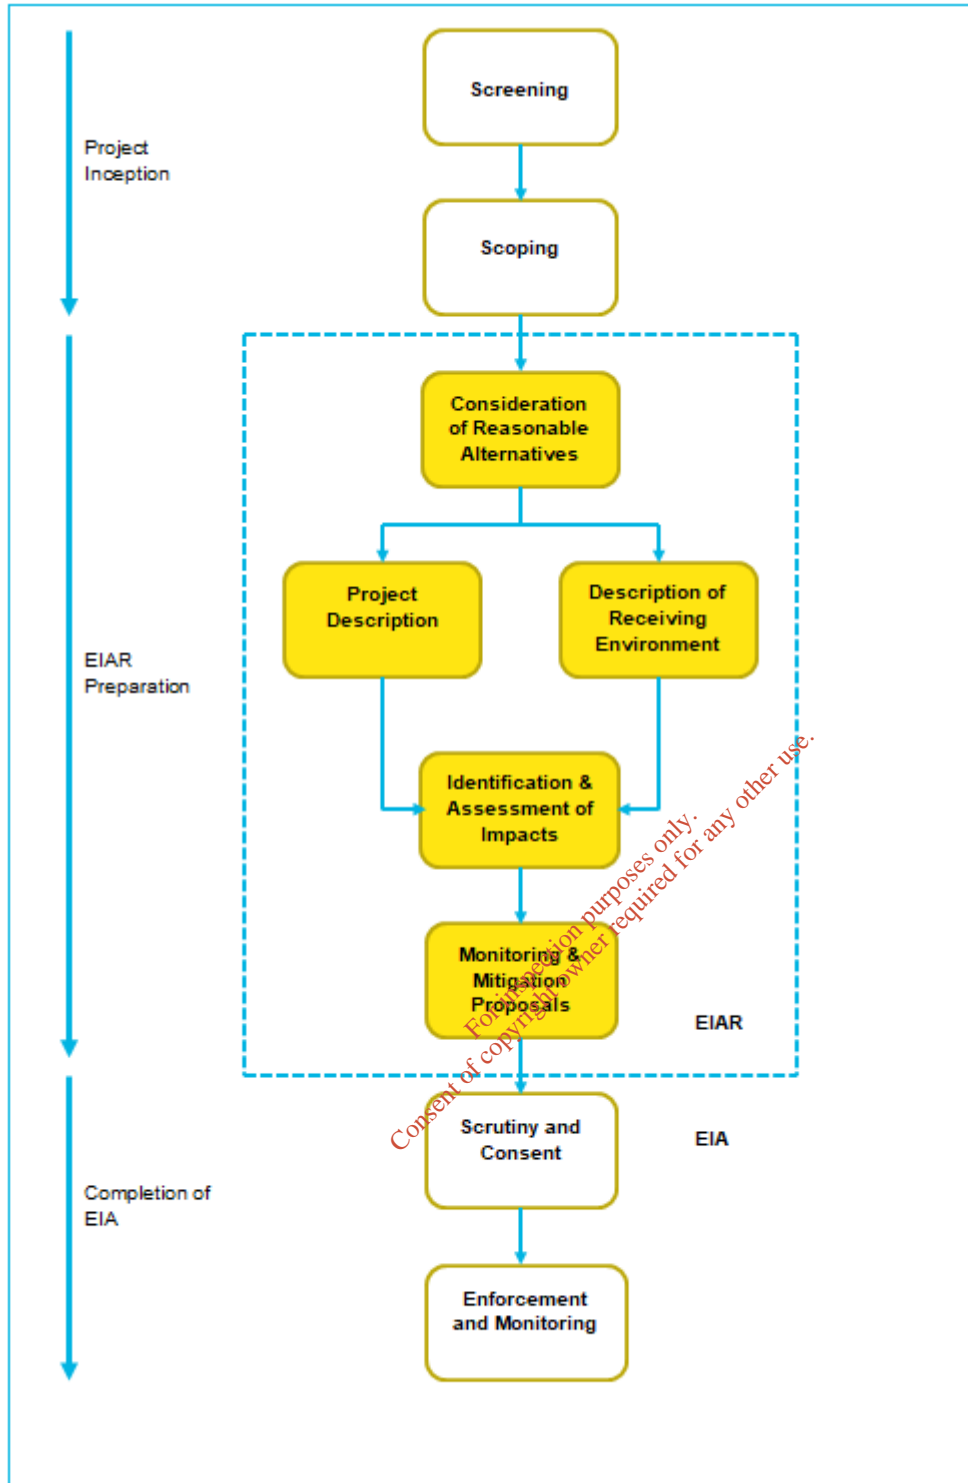 Screening
Project
Inception
Scoping
Consideration
of Reasonable
Alternatives
Project
Description
Description of
Receiving
Environment
EIAR
Preparation
Identification &
Assessment of
Impacts
Monitoring &
Mitigation
Proposals
EIAR
For inspection purposes only.
Consent of copyright owner required for any other use.
Scrutiny and
Consent
EIA
Completion of
EIA
Enforcement
and Monitoring